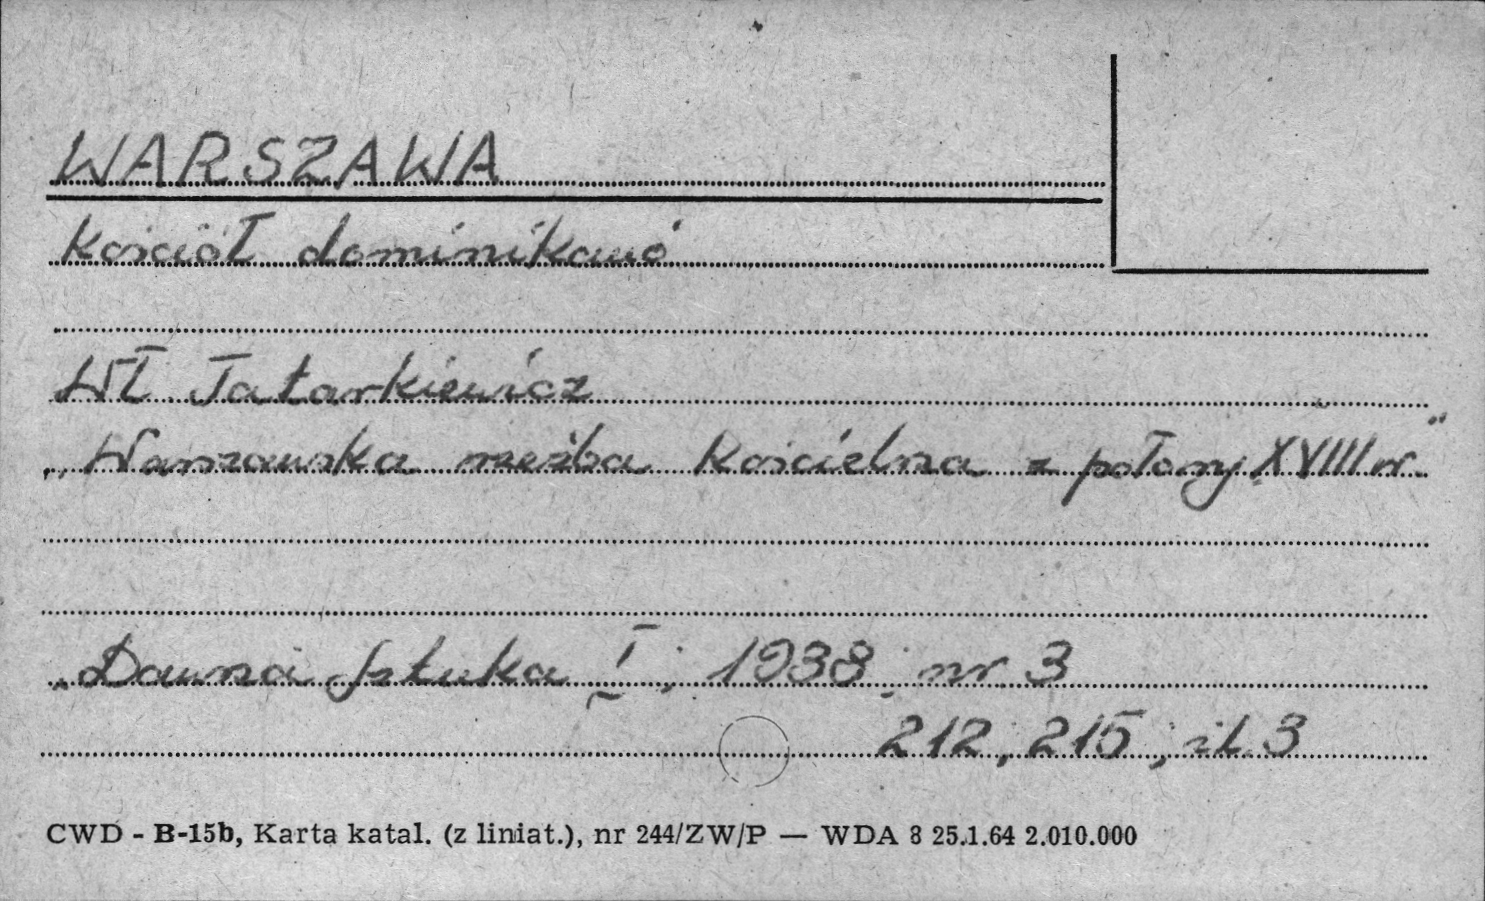 WARSZAWA
Kościół dominikanó
Wł. Tatarkiewicz
„Warszawska rzeźba kościelna z połowy XVIII w."
„Dawna Sztuka I; 1938; nr 3
212; 215; il. 3
CWD - B-15b, Karta katal. (z liniat.), nr 244/ZW/P — WDA 8 25.1.64 2.010.000